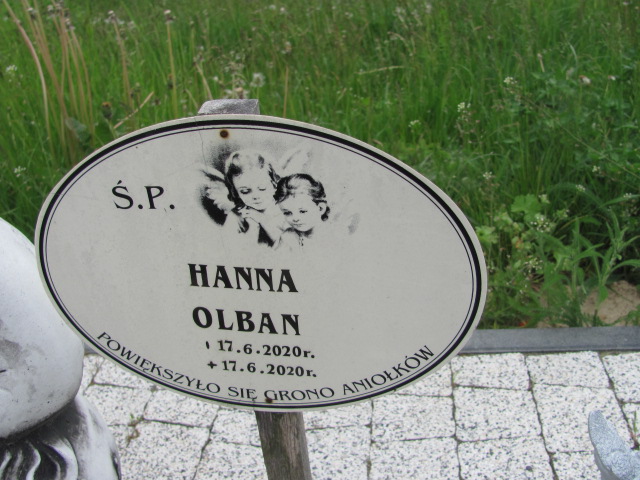 Ś.P.
HANNA
OLBAN
17.6.2020r.
+ 17.6.2020r.
POWIĘKSZYŁO SIĘ GRONO ANIOŁKÓW